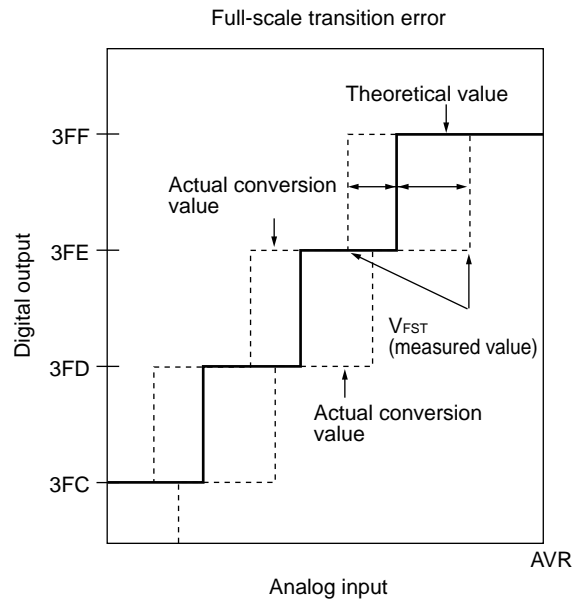 Full-scale transition error
Theoretical value
3FF
Actual conversion
value
3FE
Digital output
VFST
(measured value)
3FD
Actual conversion
value
3FC
AVR
Analog input